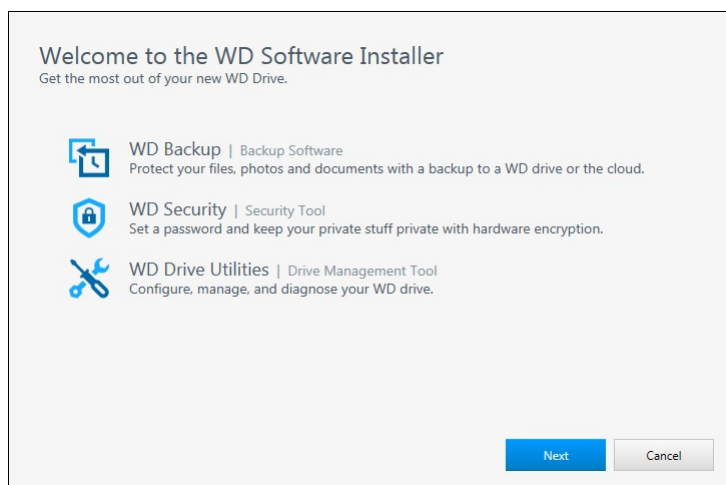 Welcome to the WD Software Installer
Get the most out of your new WD Drive.
WD Backup | Backup Software
Protect your files, photos and documents with a backup to a WD drive or the cloud.
WD Security | Security Tool
Set a password and keep your private stuff private with hardware encryption.
WD Drive Utilities | Drive Management Tool
Configure, manage, and diagnose your WD drive.
Next Cancel